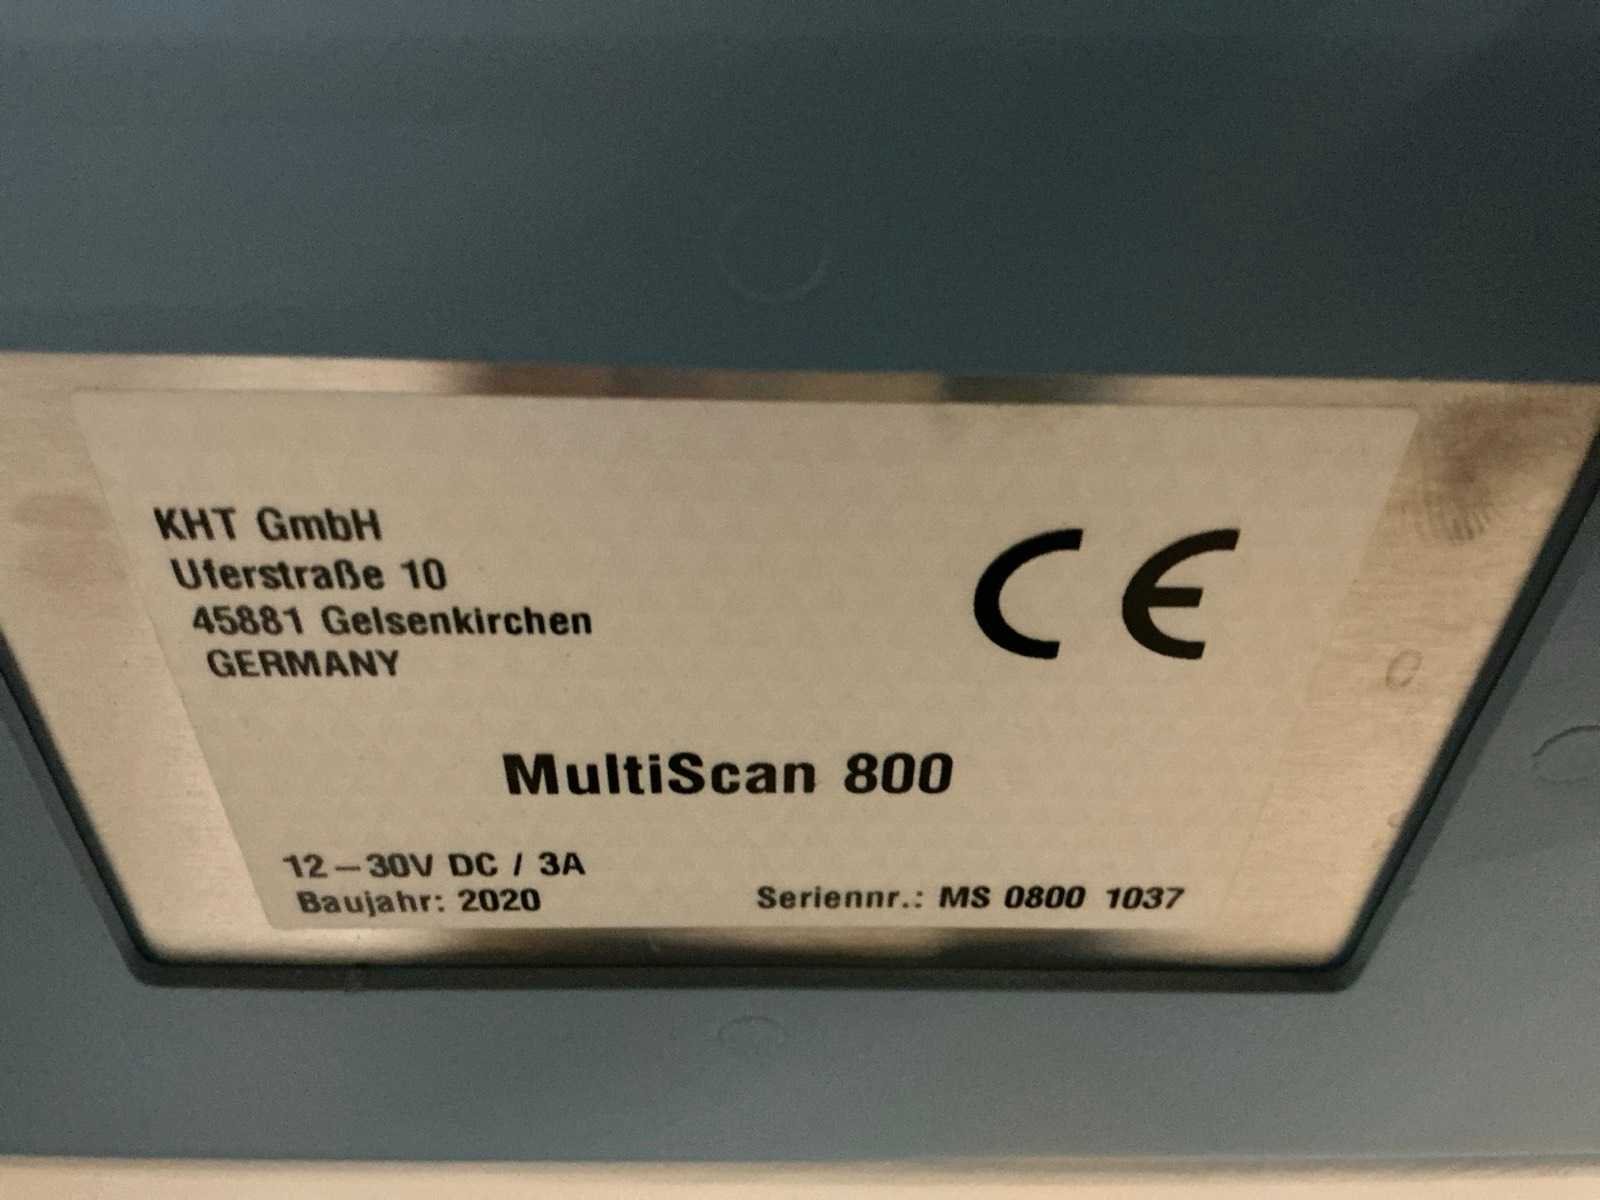 KHT GmbH
Uferstraße 10
45881 Gelsenkirchen
GERMANY
CE
MultiScan 800
12–30V DC / 3A
Baujahr: 2020
Seriennr.: MS 0800 1037